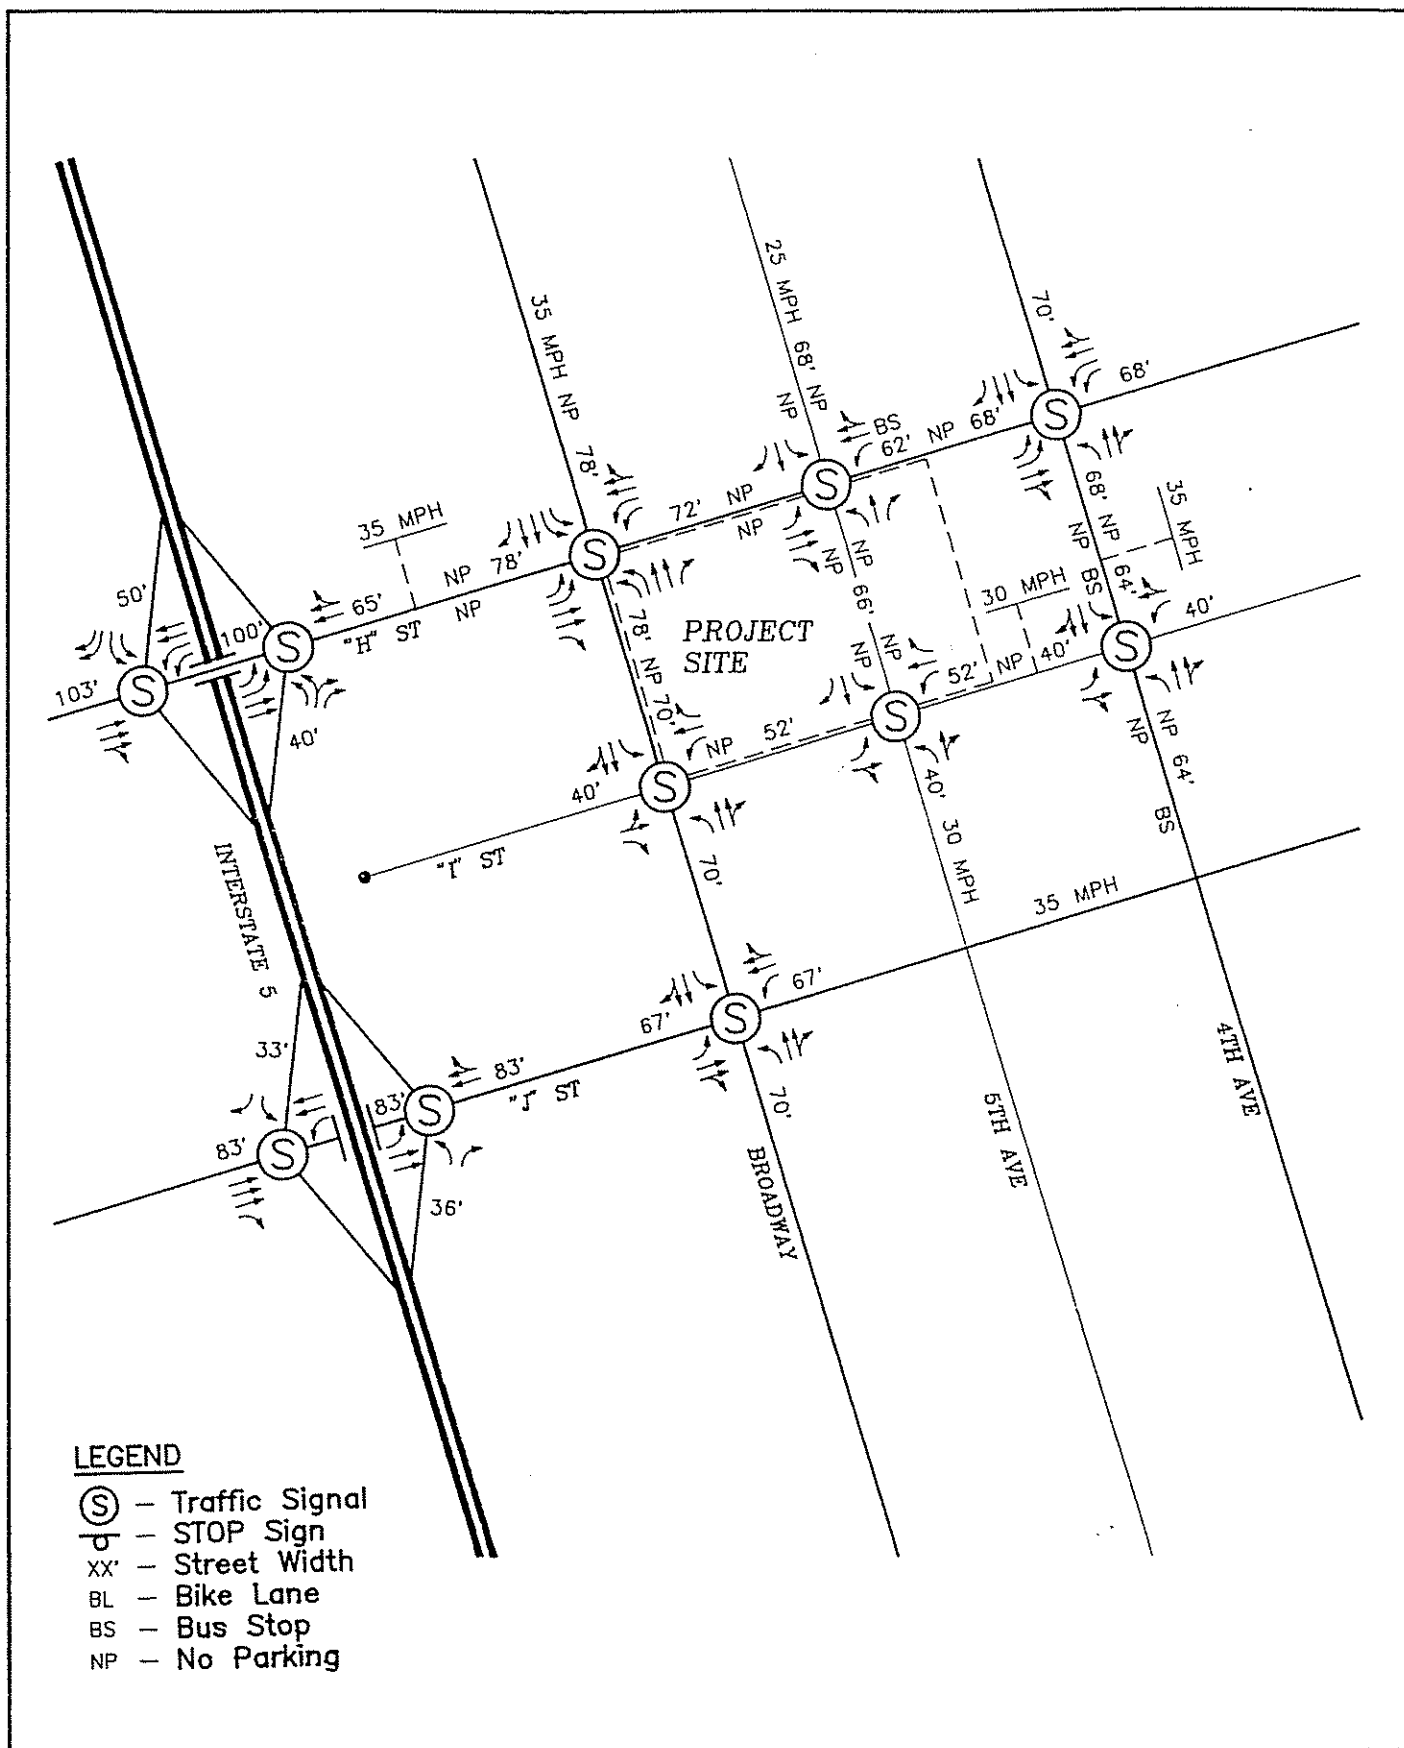 25 MPH 68' NP
NP
35 MPH NP 78'
70'
68'
BS
62' NP 68'
68' NP
NP
35 MPH
35 MPH
72' NP
NP
NP 78'
NP
65'
"H" ST
50'
100'
103'
40'
78' NP 70'
PROJECT
SITE
NP 66' NP
NP
NP
30 MPH
BS
64'
40'
NP 40'
52'
NP 52'
40'
"I" ST
NP 64'
NP
BS
40' 30 MPH
70'
35 MPH
INTERSTATE 5
67'
67'
33'
83'
83'
"J" ST
83'
36'
70'
BROADWAY
5TH AVE
4TH AVE
LEGEND
S – Traffic Signal
– STOP Sign
XX' – Street Width
BL – Bike Lane
BS – Bus Stop
NP – No Parking
S
S
S
S
S
S
S
S
S
S
S